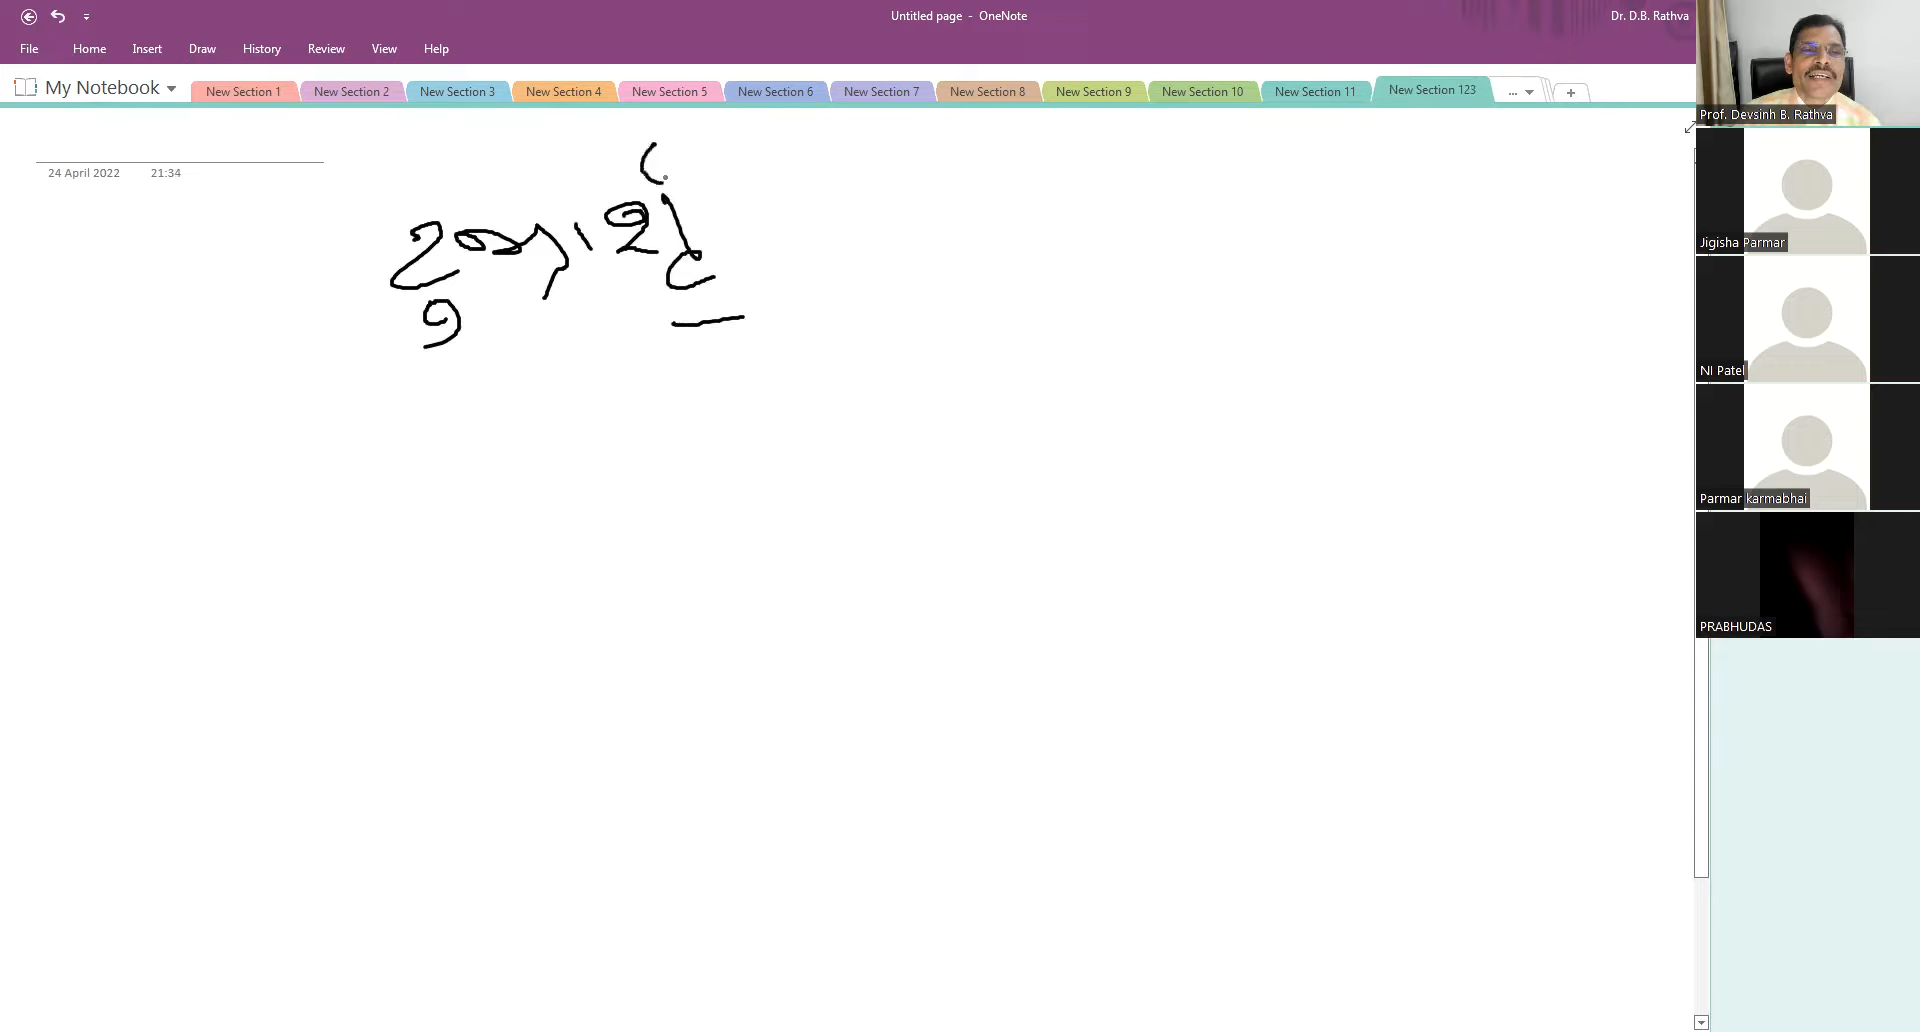 Untitled page - OneNote
Dr. D.B. Rathva
File Home Insert Draw History Review View Help
My Notebook
New Section 1 New Section 2 New Section 3 New Section 4 New Section 5 New Section 6 New Section 7 New Section 8 New Section 9 New Section 10 New Section 11 New Section 123 ...
24 April 2022 21:34
Prof. Devsinh B. Rathva
Jigisha Parmar
NI Patel
Parmar karmabhai
PRABHUDAS